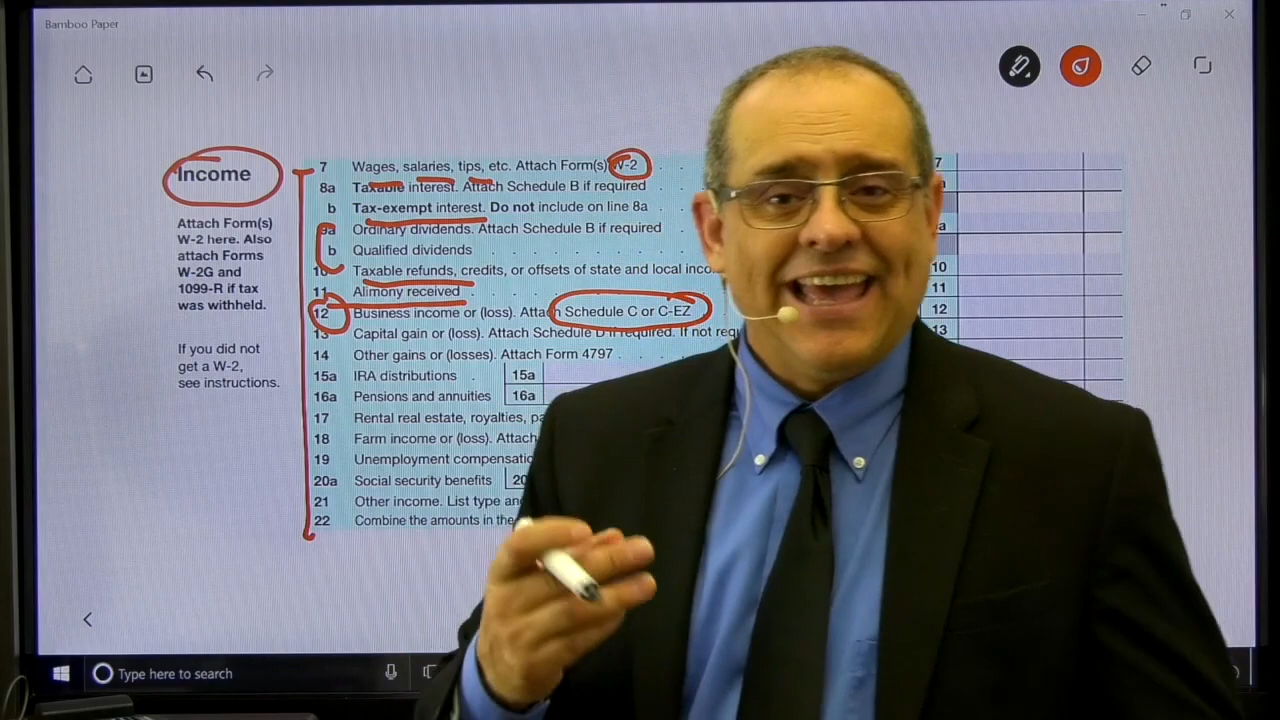 Bamboo Paper
Income
Attach Form(s)
W-2 here. Also
attach Forms
W-2G and
1099-R if tax
was withheld.
If you did not
get a W-2,
see instructions.
7 Wages, salaries, tips, etc. Attach Form(s) W-2 . . 7
8a Taxable interest. Attach Schedule B if required .
b Tax-exempt interest. Do not include on line 8a .
9a Ordinary dividends. Attach Schedule B if required .
b Qualified dividends . . . . . . . . .
10 Taxable refunds, credits, or offsets of state and local 10
11 Alimony received . . . . . . . . . 11
12 Business income or (loss). Attach Schedule C or C-EZ 12
13 Capital gain or (loss). Attach Schedule D if required. If not 13
14 Other gains or (losses). Attach Form 4797 . . .
15a IRA distributions . 15a
16a Pensions and annuities 16a
17 Rental real estate, royalties,
18 Farm income or (loss). Attach
19 Unemployment
20a Social security benefits 20
21 Other income. List type
22 Combine the amounts in the
Type here to search